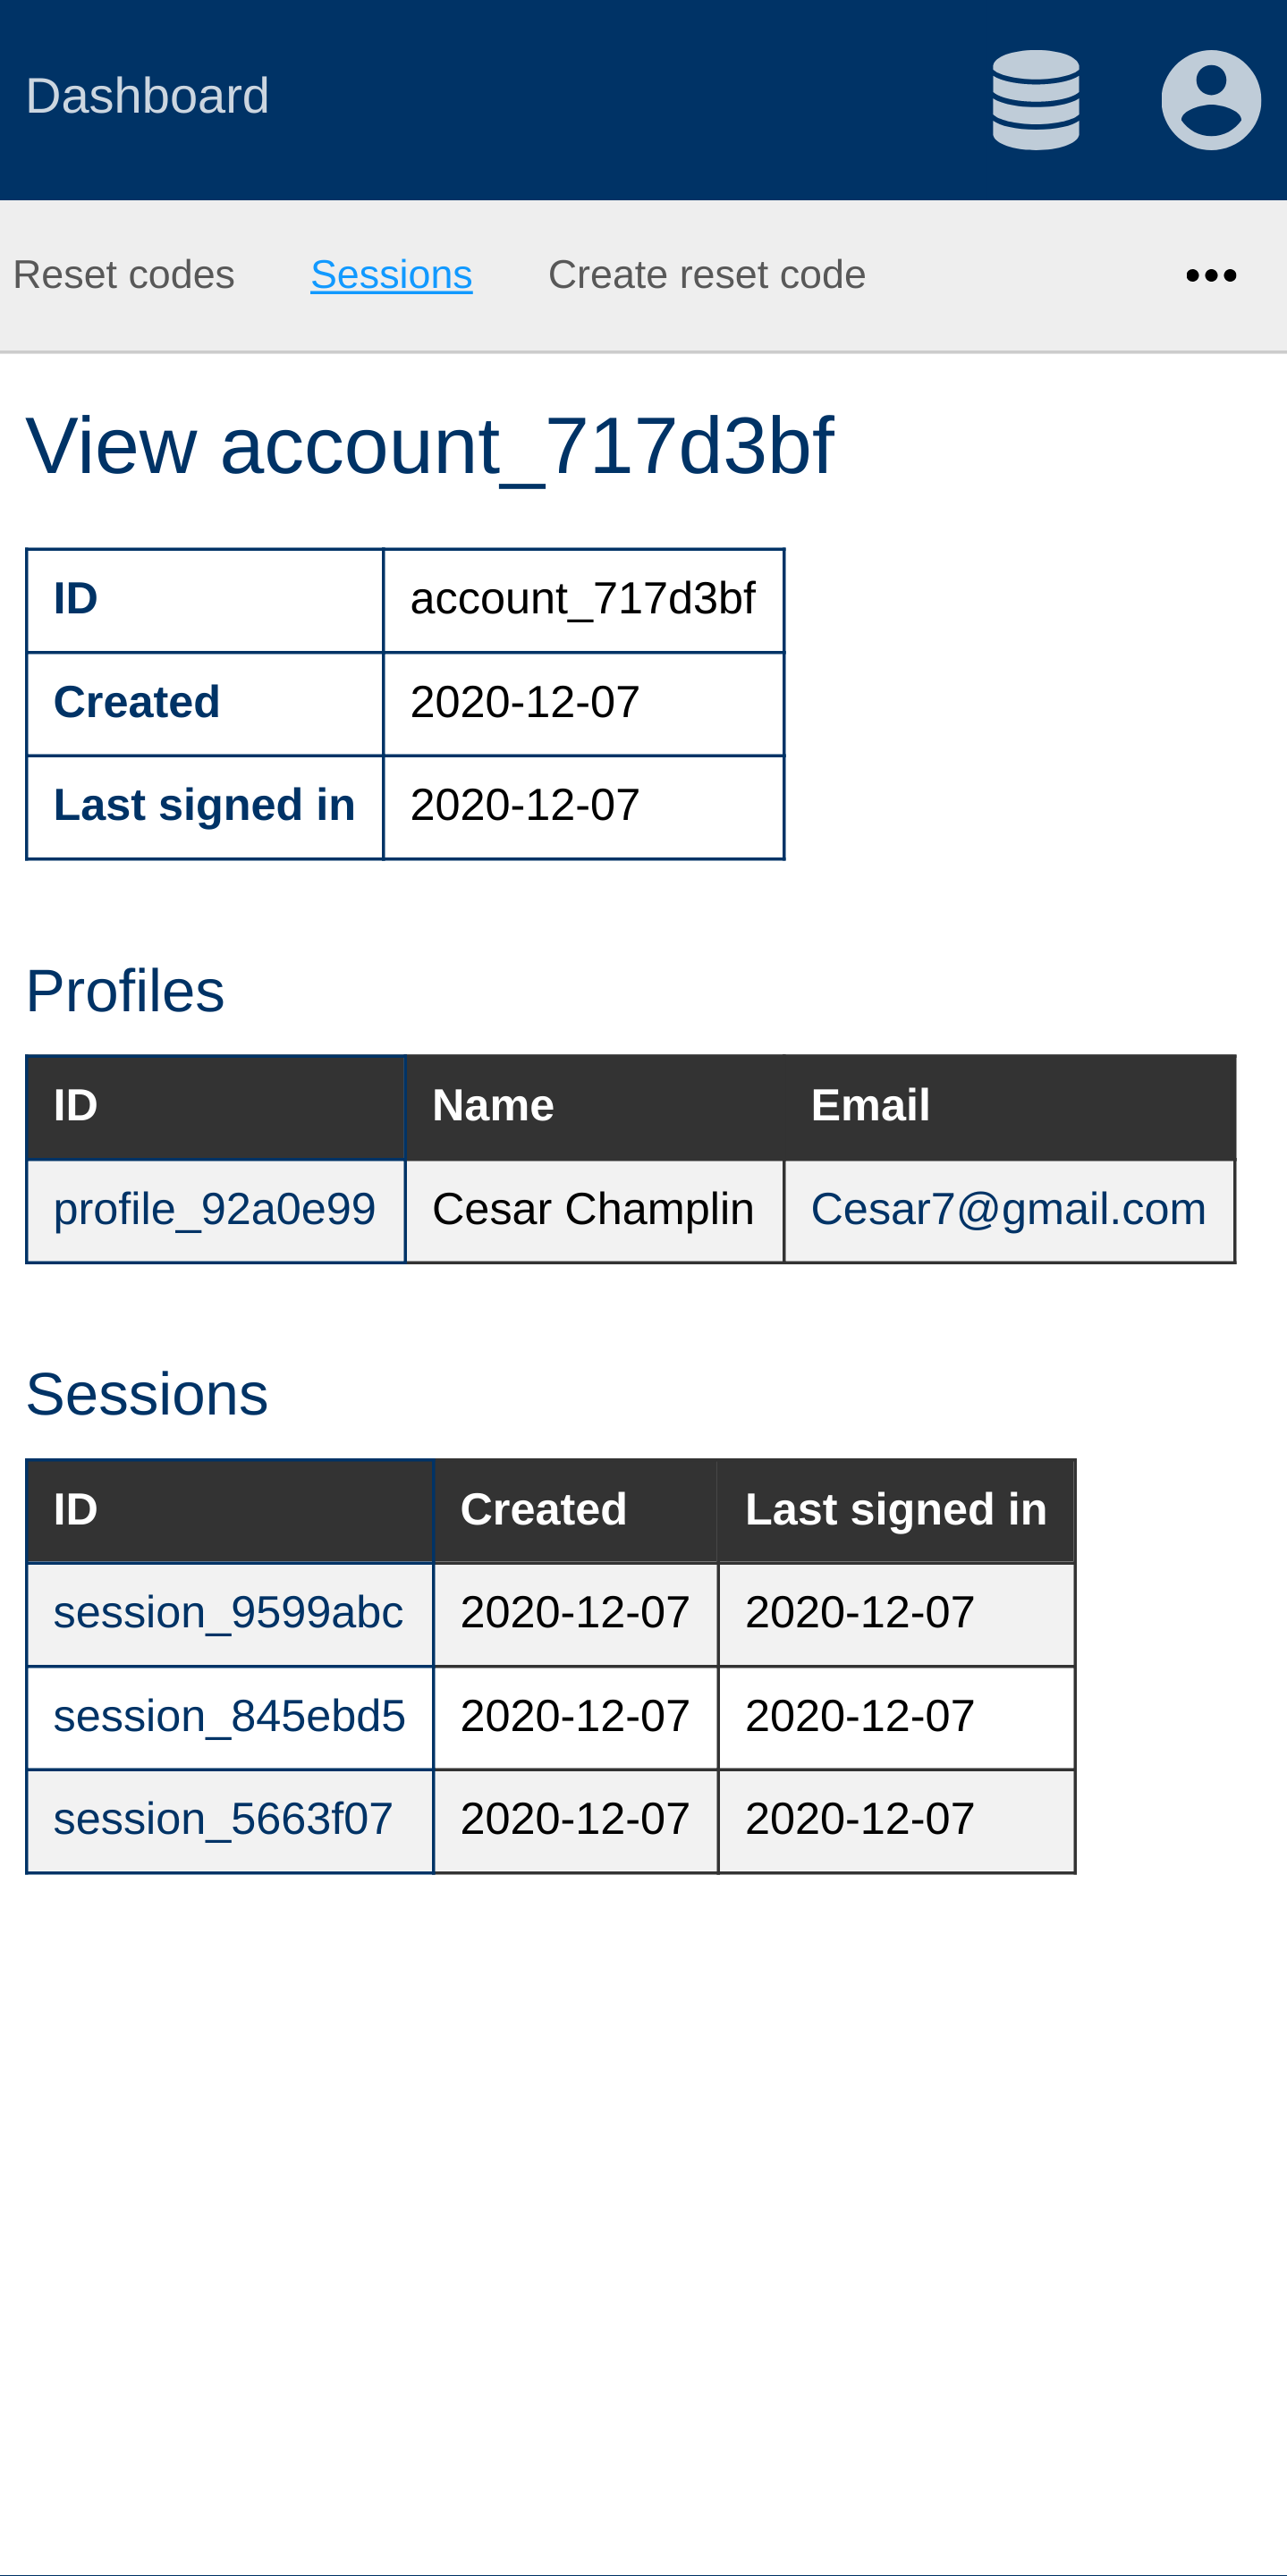 Dashboard
Reset codes Sessions Create reset code •••
View account_717d3bf
ID account_717d3bf
Created 2020-12-07
Last signed in 2020-12-07
Profiles
ID Name Email
profile_92a0e99 Cesar Champlin Cesar7@gmail.com
Sessions
ID Created Last signed in
session_9599abc 2020-12-07 2020-12-07
session_845ebd5 2020-12-07 2020-12-07
session_5663f07 2020-12-07 2020-12-07